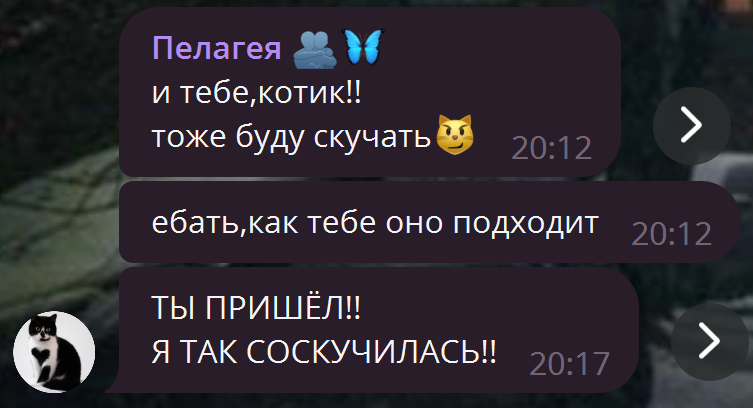 Пелагея 🫂🦋
и тебе,котик!!
тоже буду скучать😼
20:12
ебать,как тебе оно подходит
20:12
ТЫ ПРИШЁЛ!!
Я ТАК СОСКУЧИЛАСЬ!!
20:17